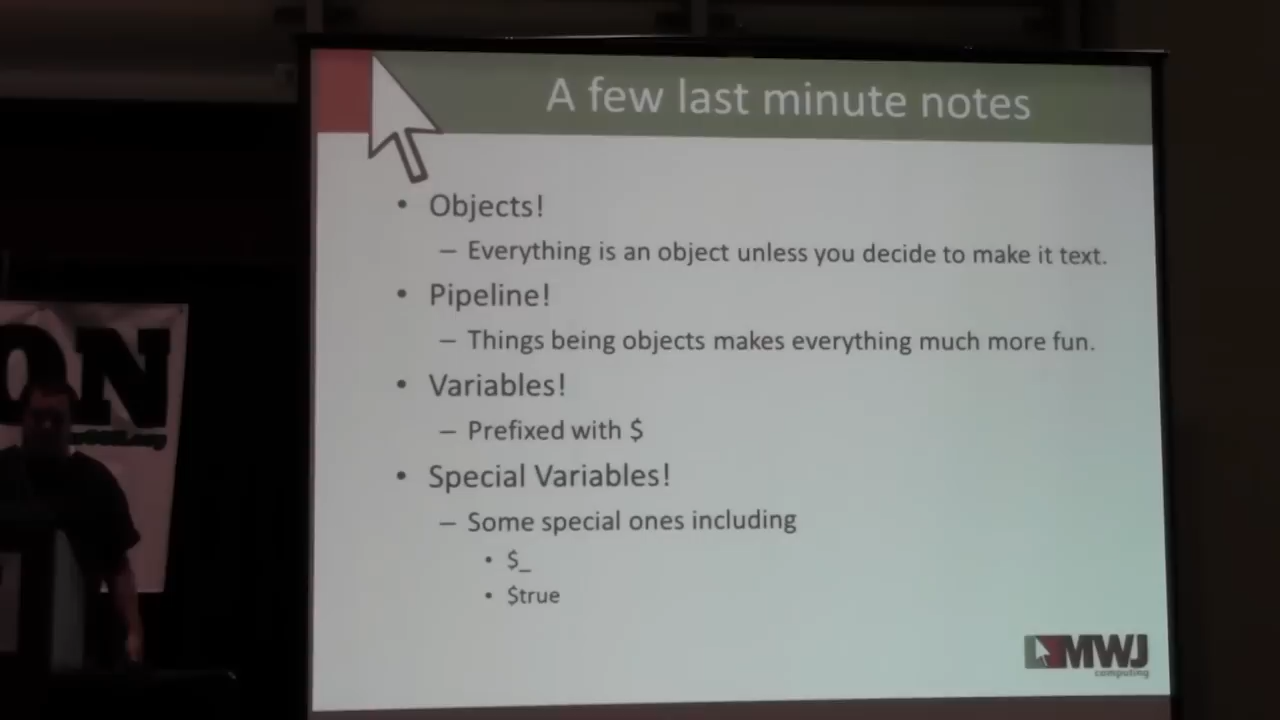 A few last minute notes
• Objects!
– Everything is an object unless you decide to make it text.
• Pipeline!
– Things being objects makes everything much more fun.
• Variables!
– Prefixed with $
• Special Variables!
– Some special ones including
• $_
• $true
MWJ
computing
ON